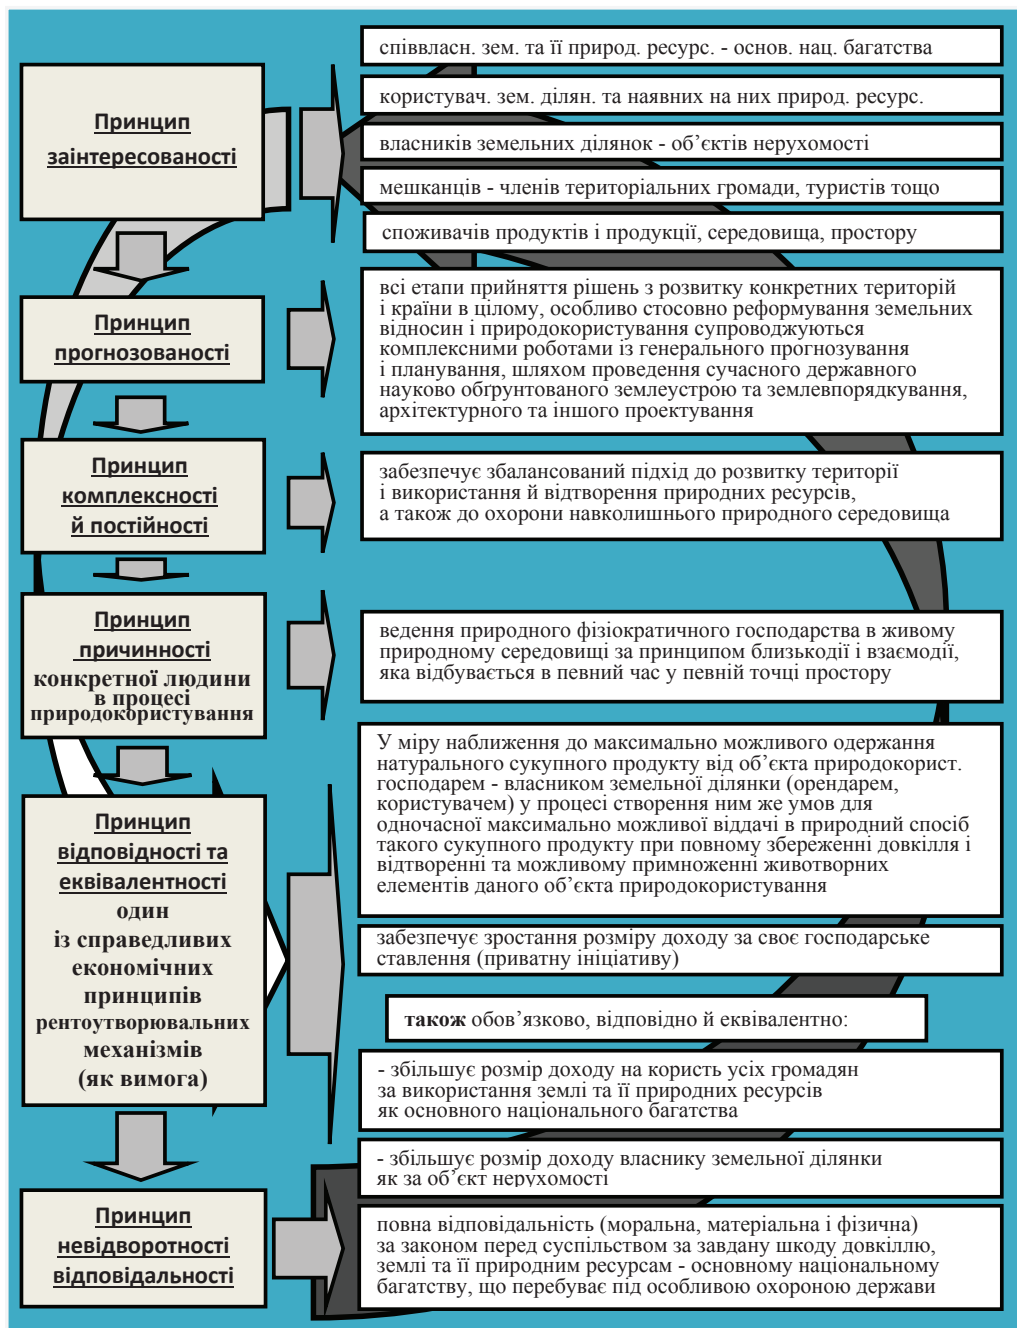 Принцип
заінтересованості
співвласн. зем. та її природ. ресурс. - основ. нац. багатства
користувач. зем. ділян. та наявних на них природ. ресурс.
власників земельних ділянок - об’єктів нерухомості
мешканців - членів територіальних громади, туристів тощо
споживачів продуктів і продукції, середовища, простору
Принцип
прогнозованості
всі етапи прийняття рішень з розвитку конкретних територій
і країни в цілому, особливо стосовно реформування земельних
відносин і природокористування супроводжуються
комплексними роботами із генерального прогнозування
і планування, шляхом проведення сучасного державного
науково обґрунтованого землеустрою та землевпорядкування,
архітектурного та іншого проектування
Принцип
комплексності
й постійності
забезпечує збалансований підхід до розвитку території
і використання й відтворення природних ресурсів,
а також до охорони навколишнього природного середовища
Принцип
причинності
конкретної людини
в процесі
природокористування
ведення природного фізіократичного господарства в живому
природному середовищі за принципом близькодії і взаємодії,
яка відбувається в певний час у певній точці простору
Принцип
відповідності та
еквівалентності
один
із справедливих
економічних
принципів
рентоутворювальних
механізмів
(як вимога)
У міру наближення до максимально можливого одержання
натурального сукупного продукту від об’єкта природокорист.
господарем - власником земельної ділянки (орендарем,
користувачем) у процесі створення ним же умов для
одночасної максимально можливої віддачі в природний спосіб
такого сукупного продукту при повному збереженні довкілля і
відтворенні та можливому примноженні животворних
елементів даного об’єкта природокористування
забезпечує зростання розміру доходу за своє господарське
ставлення (приватну ініціативу)
також обов’язково, відповідно й еквівалентно:
- збільшує розмір доходу на користь усіх громадян
за використання землі та її природних ресурсів
як основного національного багатства
- збільшує розмір доходу власнику земельної ділянки
як за об’єкт нерухомості
Принцип
невідворотності
відповідальності
повна відповідальність (моральна, матеріальна і фізична)
за законом перед суспільством за завдану шкоду довкіллю,
землі та її природним ресурсам - основному національному
багатству, що перебуває під особливою охороною держави